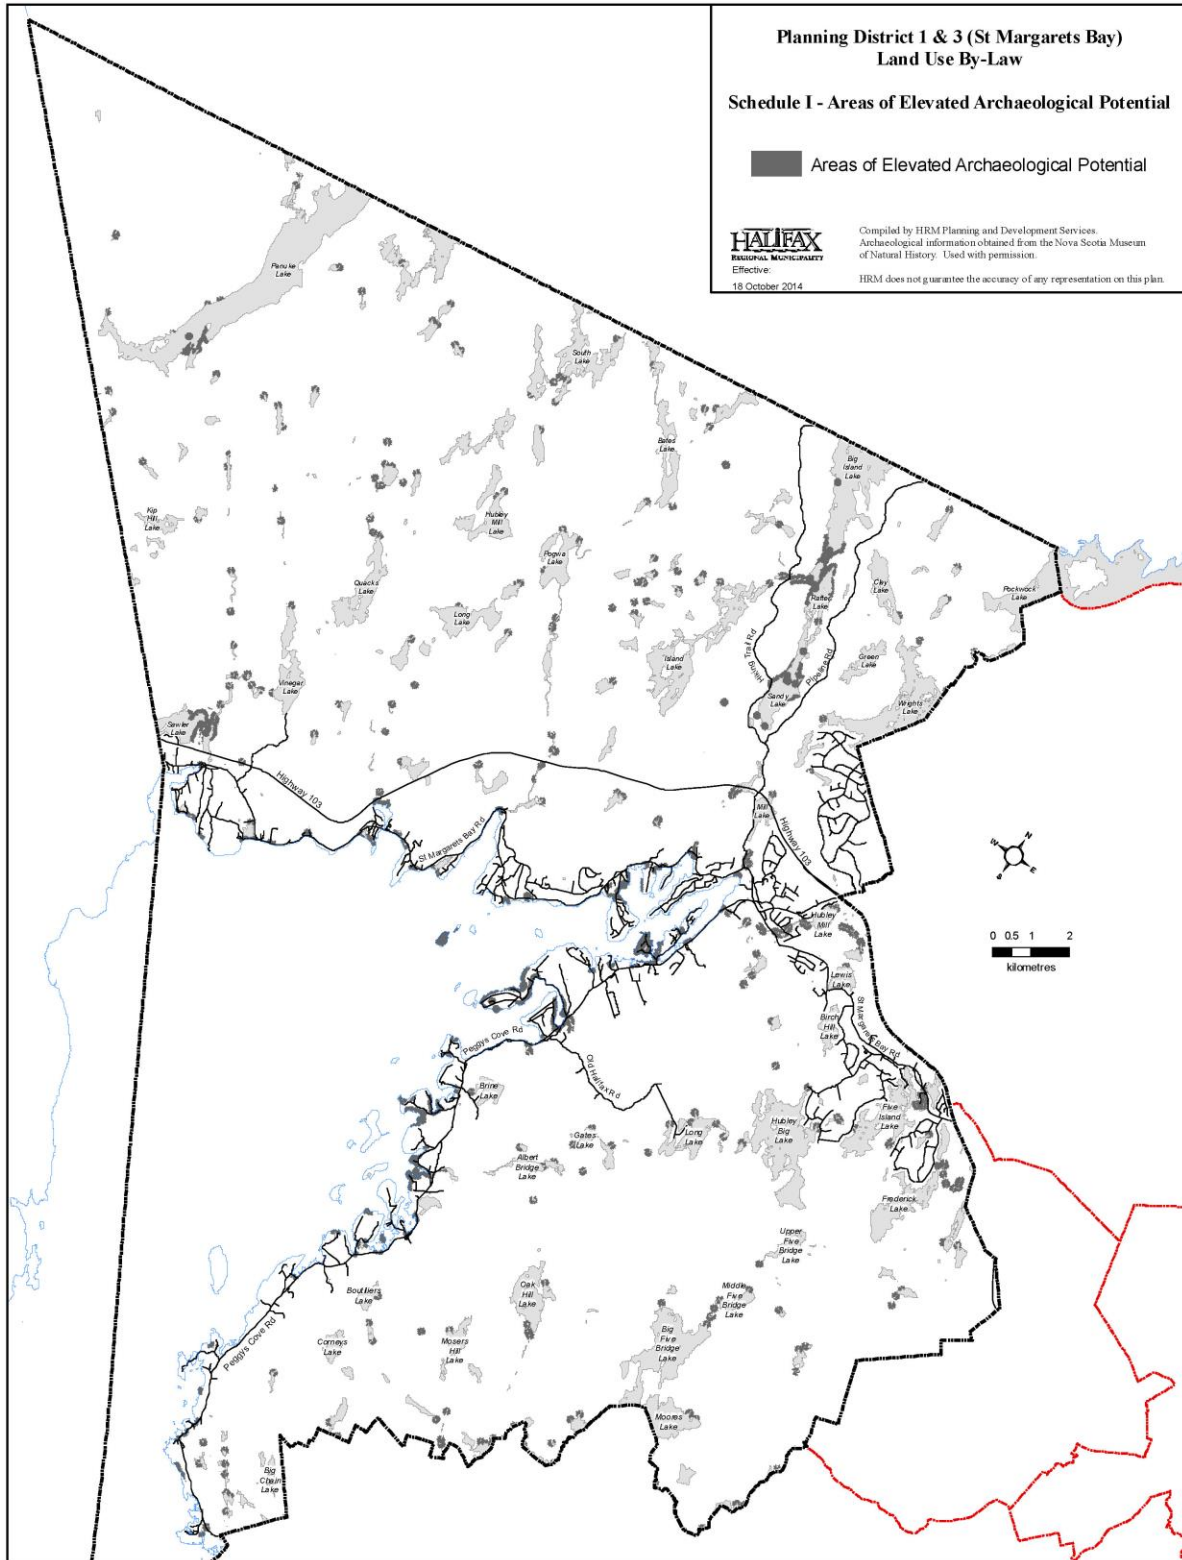 Planning District 1 & 3 (St Margarets Bay)
Land Use By-Law
Schedule I - Areas of Elevated Archaeological Potential
Areas of Elevated Archaeological Potential
HALIFAX
REGIONAL MUNICIPALITY
Effective:
18 October 2014
Compiled by HRM Planning and Development Services.
Archaeological information obtained from the Nova Scotia Museum
of Natural History. Used with permission.
HRM does not guarantee the accuracy of any representation on this plan.
Panuke
Lake
South
Lake
Bates
Lake
Big
Island
Lake
Kip
Hill
Lake
Hubley
Mill
Lake
Pogwa
Lake
Quacks
Lake
Long
Lake
Rafter
Lake
Clay
Lake
Pockwock
Lake
Island
Lake
Hiking Trail Rd
Pipeline Rd
Green
Lake
Vinegar
Lake
Sandy
Lake
Wrights
Lake
Sawler
Lake
Highway 103
Mill
Lake
Highway 103
St Margarets Bay Rd
N
W
E
S
0 0.5 1 2
kilometres
Hubley
Mill
Lake
Lewis
Lake
Birch
Hill
Lake
St Margarets Bay Rd
Peggys Cove Rd
Old Halifax Rd
Brine
Lake
Five
Island
Lake
Hubley
Big
Lake
Long
Lake
Gates
Lake
Albert
Bridge
Lake
Frederick
Lake
Upper
Five
Bridge
Lake
Middle
Five
Bridge
Lake
Oak
Hill
Lake
Boutiliers
Lake
Peggys Cove Rd
Corneys
Lake
Mosers
Hill
Lake
Big
Five
Bridge
Lake
Moores
Lake
Big
Chain
Lake